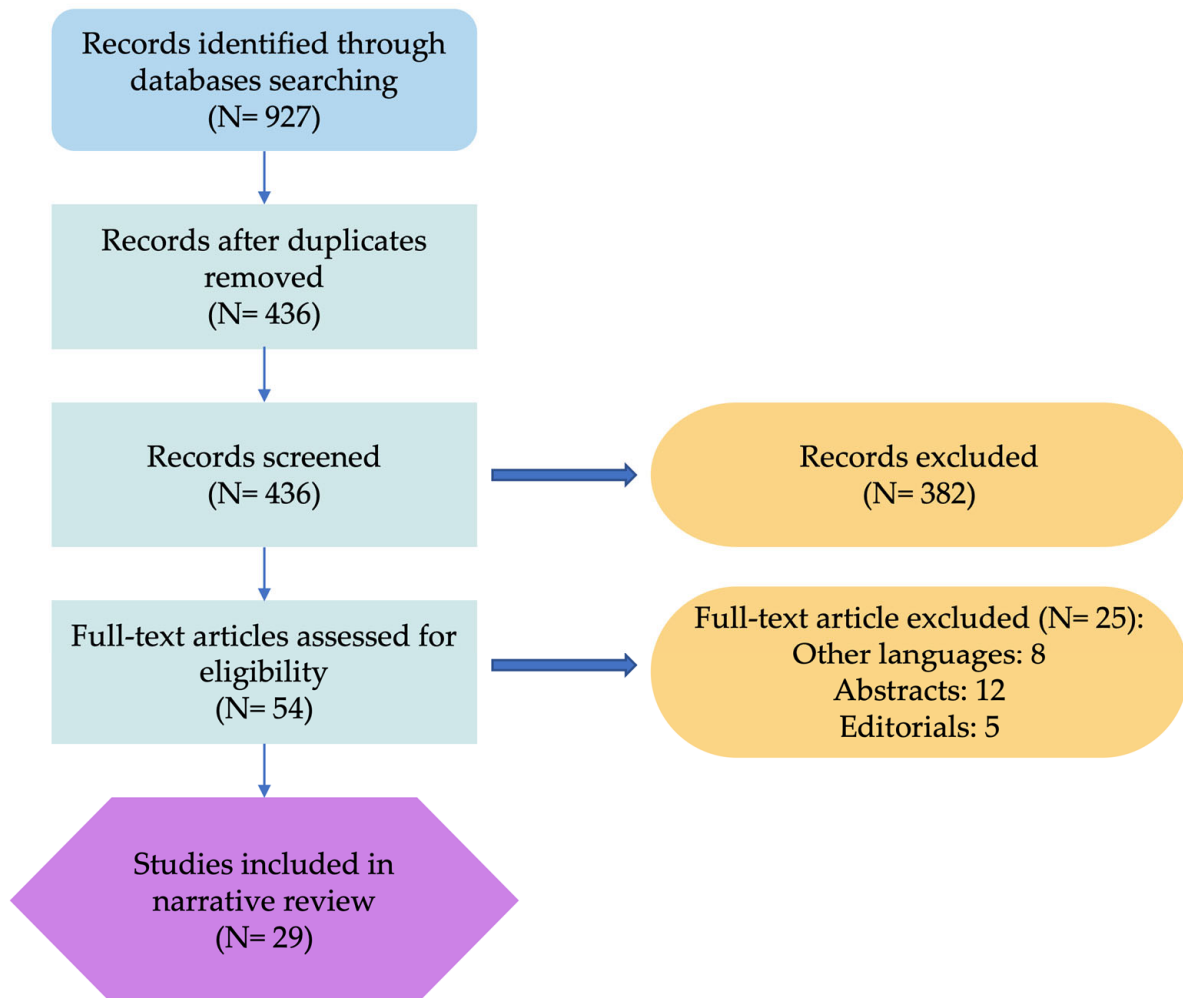 Records identified through
databases searching
(N= 927)
Records after duplicates
removed
(N= 436)
Records screened
(N= 436)
Records excluded
(N= 382)
Full-text articles assessed for
eligibility
(N= 54)
Full-text article excluded (N= 25):
Other languages: 8
Abstracts: 12
Editorials: 5
Studies included in
narrative review
(N= 29)